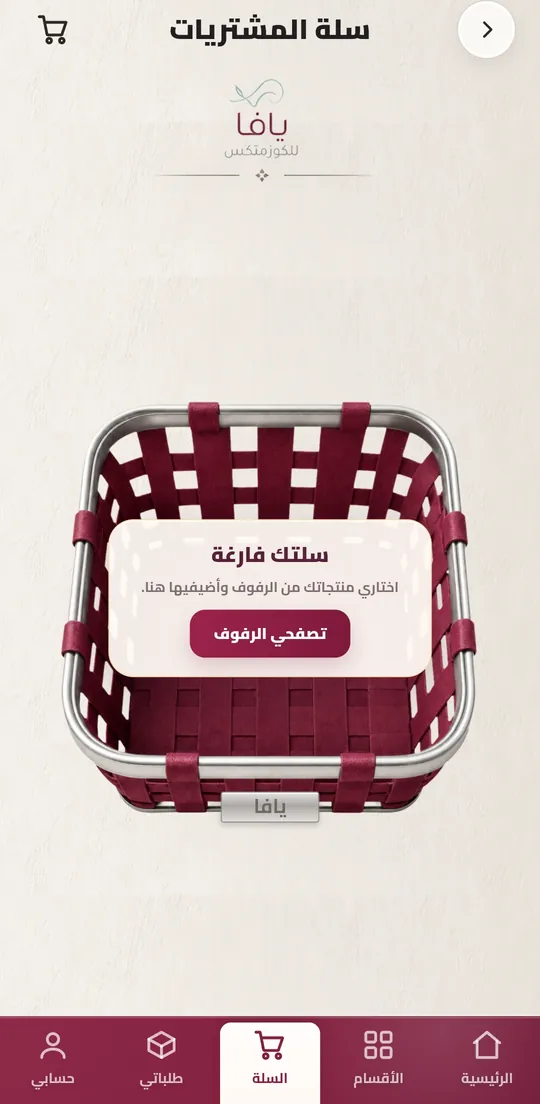 سلة المشتريات
يافا
للكوزمتكس
سلتك فارغة
اختاري منتجاتك من الرفوف وأضيفيها هنا.
تصفحي الرفوف
يافا
الرئيسية
الأقسام
السلة
طلباتي
حسابي